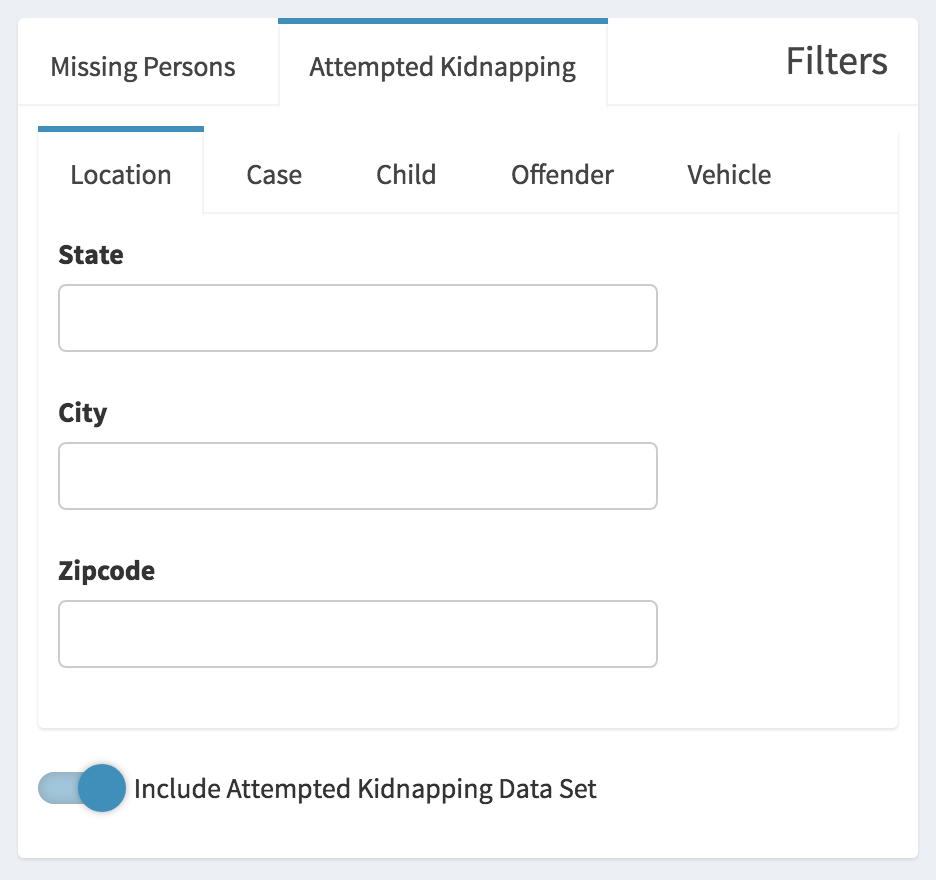 Missing Persons Attempted Kidnapping Filters
Location Case Child Offender Vehicle
State
City
Zipcode
Include Attempted Kidnapping Data Set